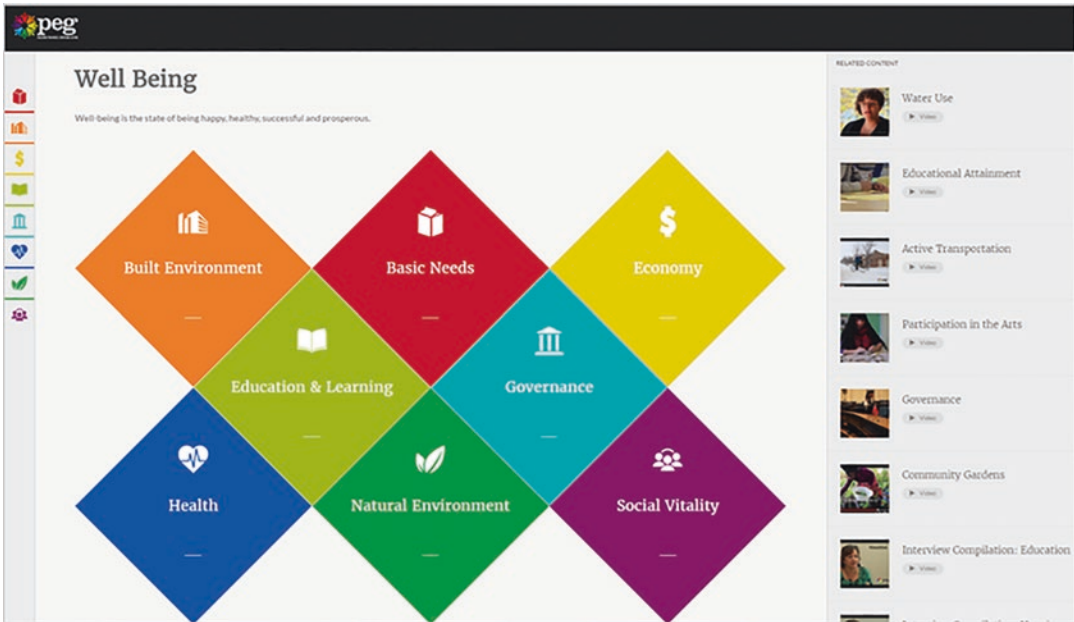 peg
Well Being
Well-being is the state of being happy, healthy, successful and prosperous.
Built Environment
Basic Needs
Economy
Education & Learning
Governance
Health
Natural Environment
Social Vitality
RELATED CONTENT
Water Use
Video
Educational Attainment
Video
Active Transportation
Video
Participation in the Arts
Video
Governance
Video
Community Gardens
Video
Interview Compilation: Education
Video